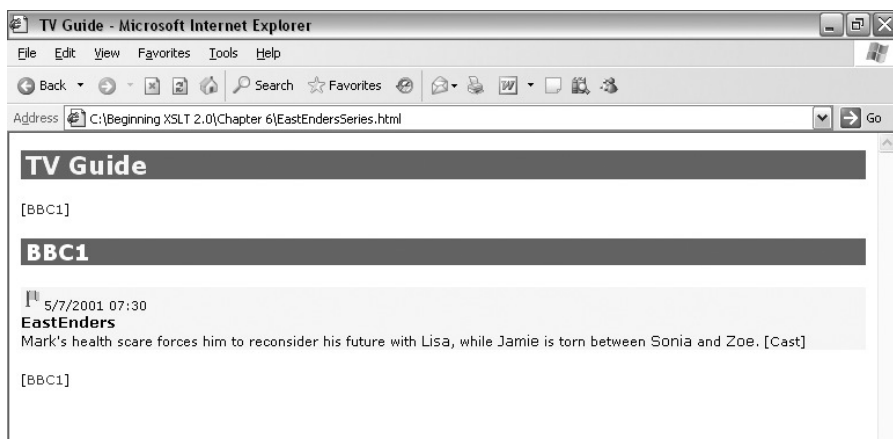 TV Guide - Microsoft Internet Explorer
File Edit View Favorites Tools Help
Back Search Favorites W
Address C:\Beginning XSLT 2.0\Chapter 6\EastEndersSeries.html Go
TV Guide
[BBC1]
BBC1
5/7/2001 07:30
EastEnders
Mark's health scare forces him to reconsider his future with Lisa, while Jamie is torn between Sonia and Zoe. [Cast]
[BBC1]